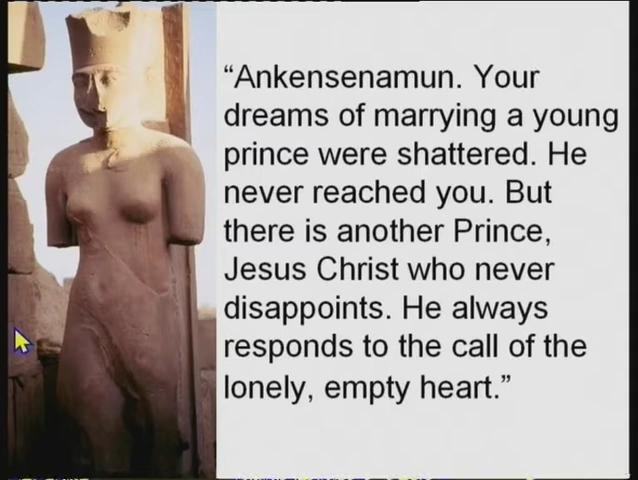 “Ankensenamun. Your
dreams of marrying a young
prince were shattered. He
never reached you. But
there is another Prince,
Jesus Christ who never
disappoints. He always
responds to the call of the
lonely, empty heart.”